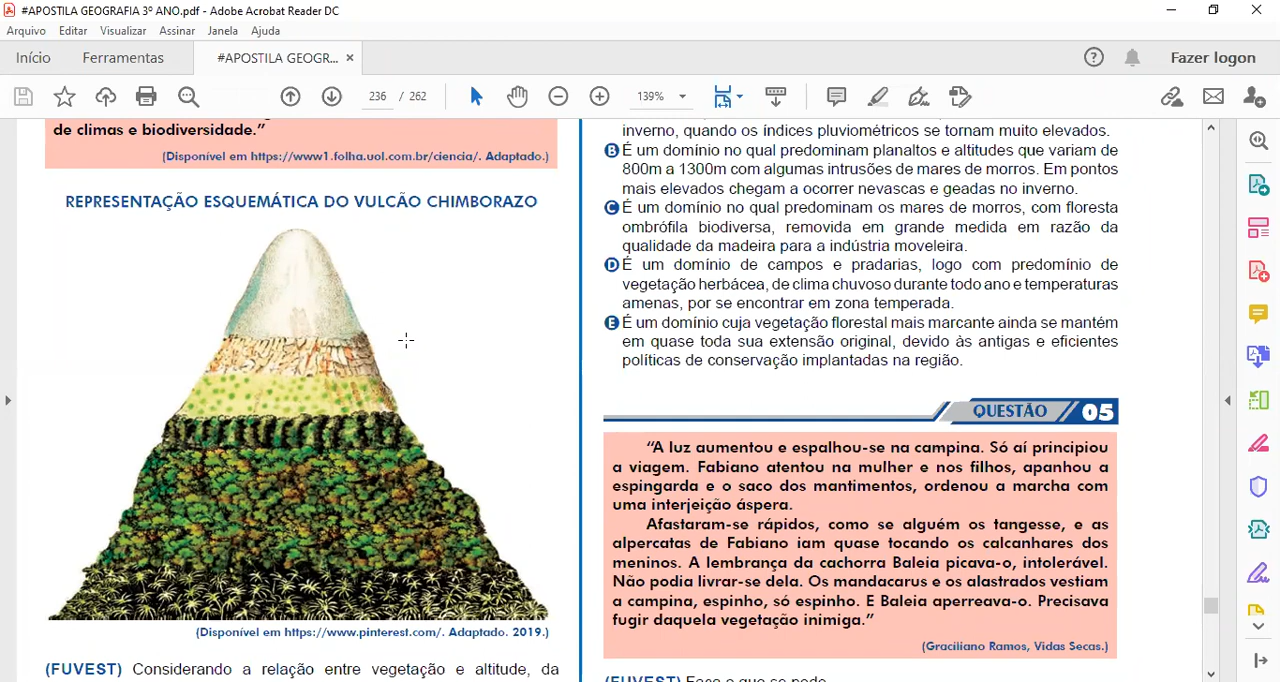 #APOSTILA GEOGRAFIA 3º ANO.pdf - Adobe Acrobat Reader DC
Arquivo Editar Visualizar Assinar Janela Ajuda
Início Ferramentas #APOSTILA GEOGR... ×
Fazer logon
236 / 262 139%
de climas e biodiversidade.”
(Disponível em https://www1.folha.uol.com.br/ciencia/. Adaptado.)
REPRESENTAÇÃO ESQUEMÁTICA DO VULCÃO CHIMBORAZO
(Disponível em https://www.pinterest.com/. Adaptado. 2019.)
(FUVEST) Considerando a relação entre vegetação e altitude, da
inverno, quando os índices pluviométricos se tornam muito elevados.
B É um domínio no qual predominam planaltos e altitudes que variam de
800m a 1300m com algumas intrusões de mares de morros. Em pontos
mais elevados chegam a ocorrer nevascas e geadas no inverno.
C É um domínio no qual predominam os mares de morros, com floresta
ombrófila biodiversa, removida em grande medida em razão da
qualidade da madeira para a indústria moveleira.
D É um domínio de campos e pradarias, logo com predomínio de
vegetação herbácea, de clima chuvoso durante todo ano e temperaturas
amenas, por se encontrar em zona temperada.
E É um domínio cuja vegetação florestal mais marcante ainda se mantém
em quase toda sua extensão original, devido às antigas e eficientes
políticas de conservação implantadas na região.
QUESTÃO 05
“A luz aumentou e espalhou-se na campina. Só aí principiou
a viagem. Fabiano atentou na mulher e nos filhos, apanhou a
espingarda e o saco dos mantimentos, ordenou a marcha com
uma interjeição áspera.
Afastaram-se rápidos, como se alguém os tangesse, e as
alpercatas de Fabiano iam quase tocando os calcanhares dos
meninos. A lembrança da cachorra Baleia picava-o, intolerável.
Não podia livrar-se dela. Os mandacarus e os alastrados vestiam
a campina, espinho, só espinho. E Baleia aperreava-o. Precisava
fugir daquela vegetação inimiga.”
(Graciliano Ramos, Vidas Secas.)
(FUVEST) Faça o que se pede